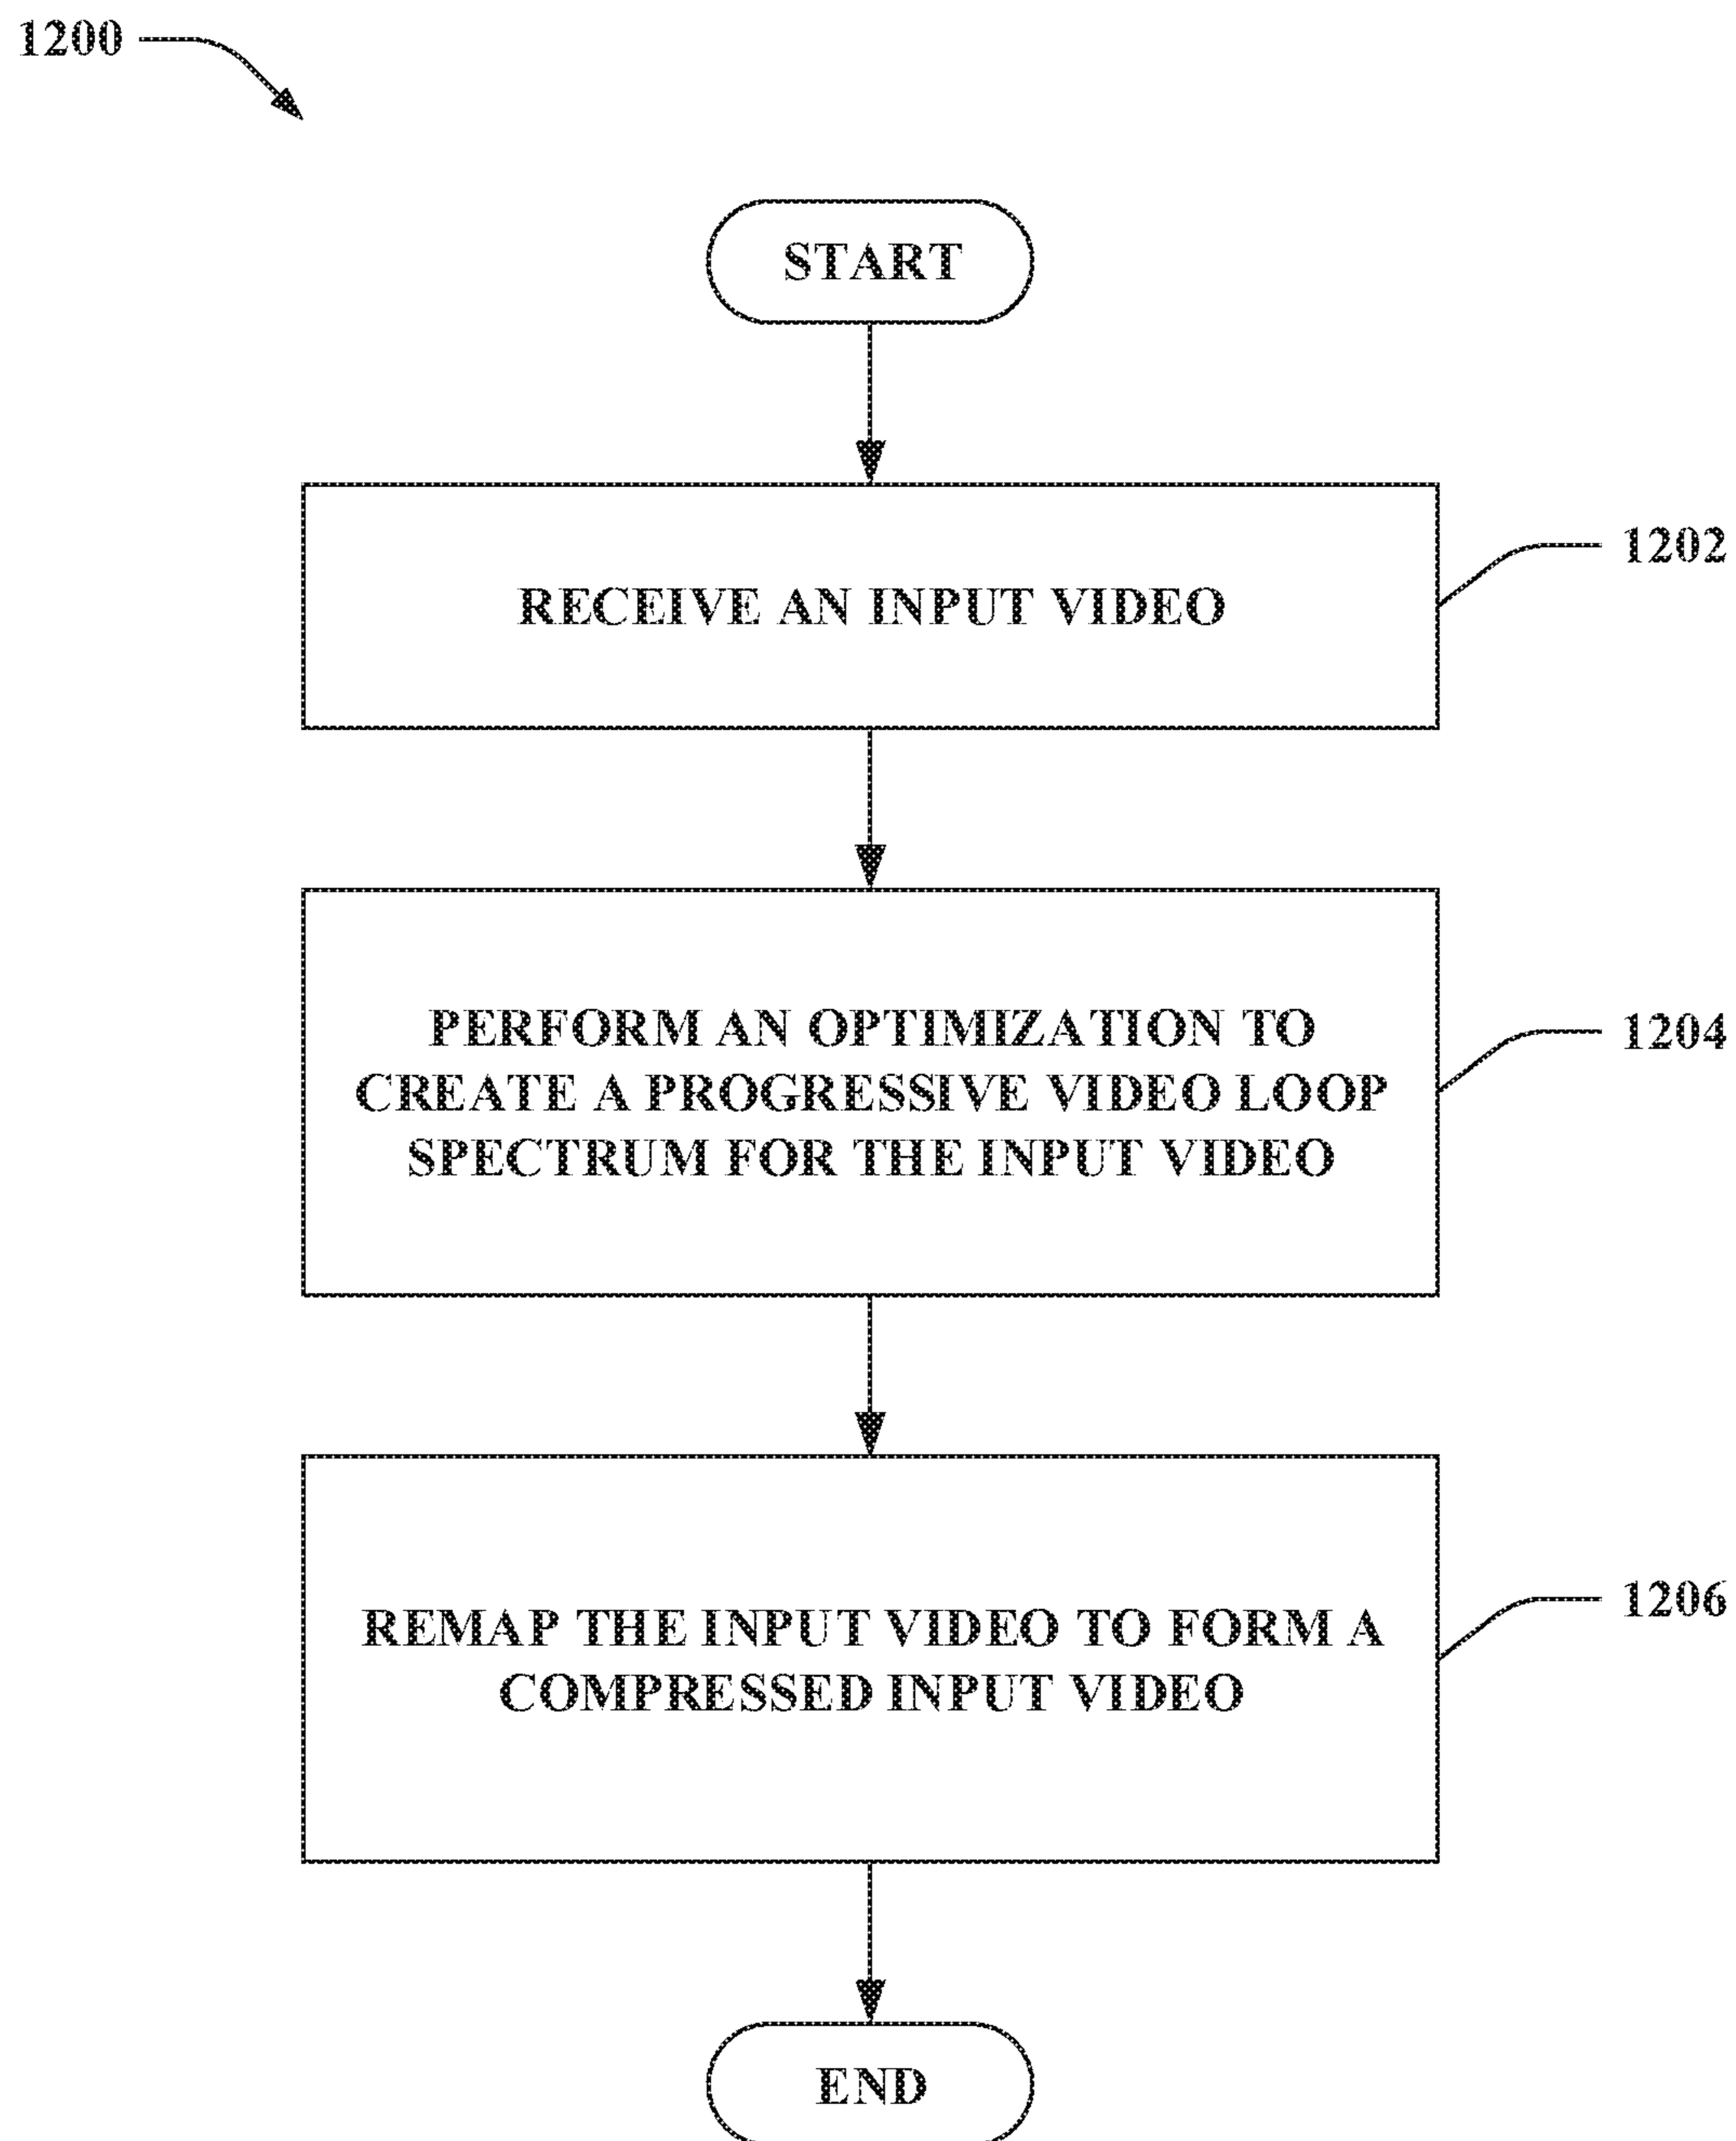 1200
START
RECEIVE AN INPUT VIDEO
1202
PERFORM AN OPTIMIZATION TO
CREATE A PROGRESSIVE VIDEO LOOP
SPECTRUM FOR THE INPUT VIDEO
1204
REMAP THE INPUT VIDEO TO FORM A
COMPRESSED INPUT VIDEO
1206
END